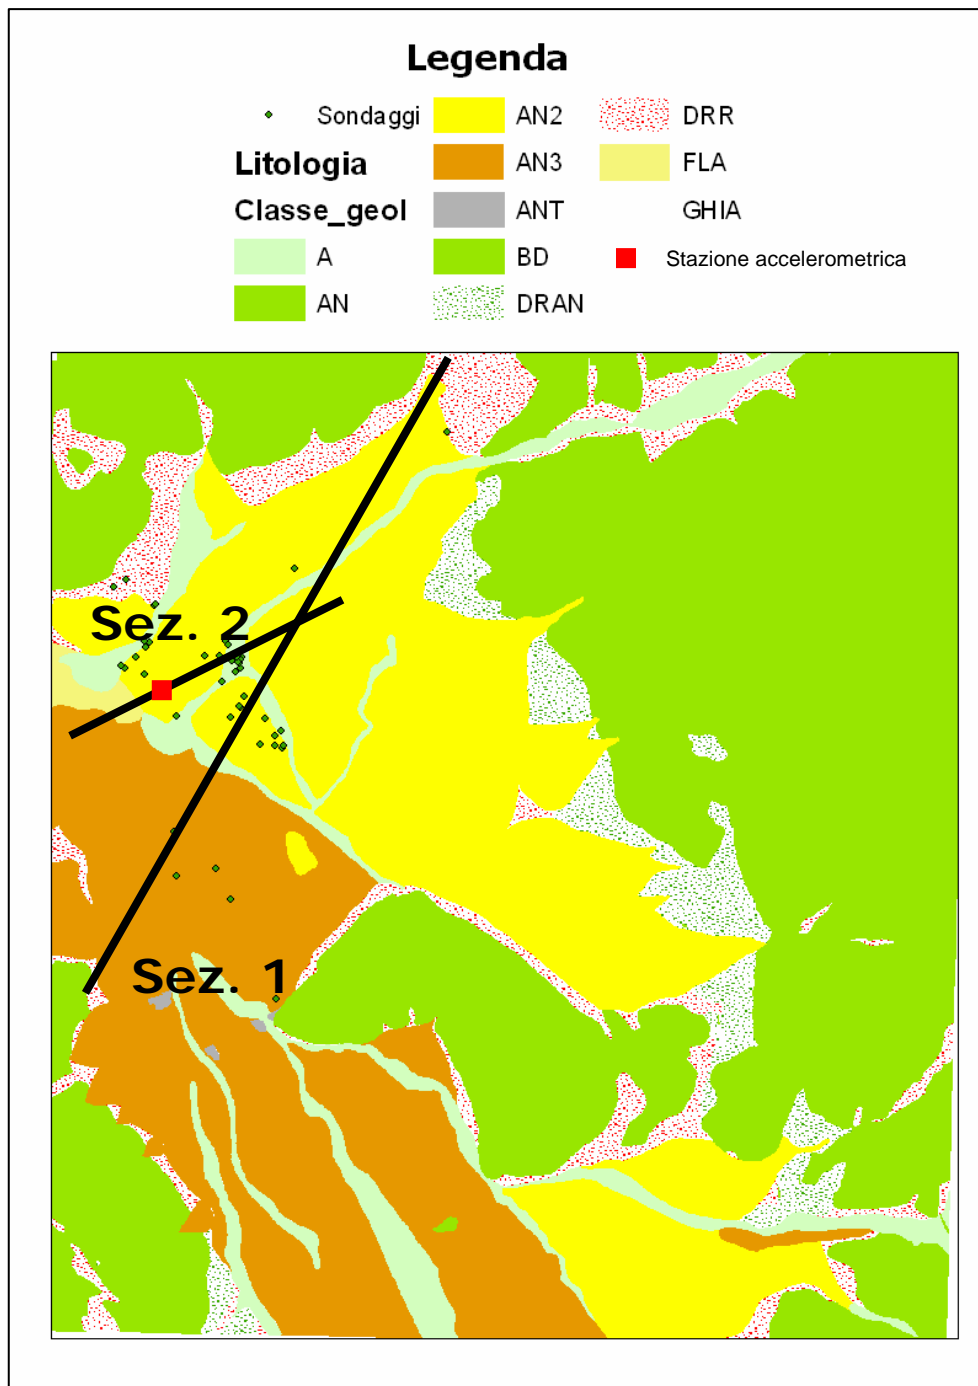 Legenda
Sondaggi
AN2
DRR
Litologia
AN3
FLA
Classe_geol
ANT
GHIA
A
BD
Stazione accelerometrica
AN
DRAN
Sez. 2
Sez. 1